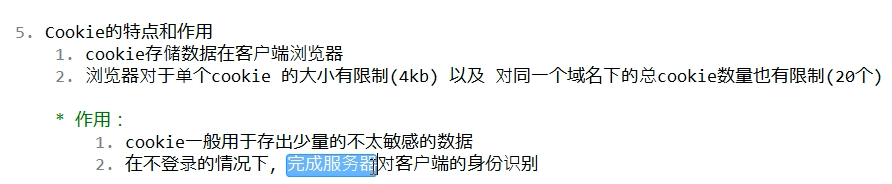 5. Cookie的特点和作用
1. cookie存储数据在客户端浏览器
2. 浏览器对于单个cookie 的大小有限制(4kb) 以及 对同一个域名下的总cookie数量也有限制(20个)
* 作用：
1. cookie一般用于存出少量的不太敏感的数据
2. 在不登录的情况下, 完成服务器对客户端的身份识别